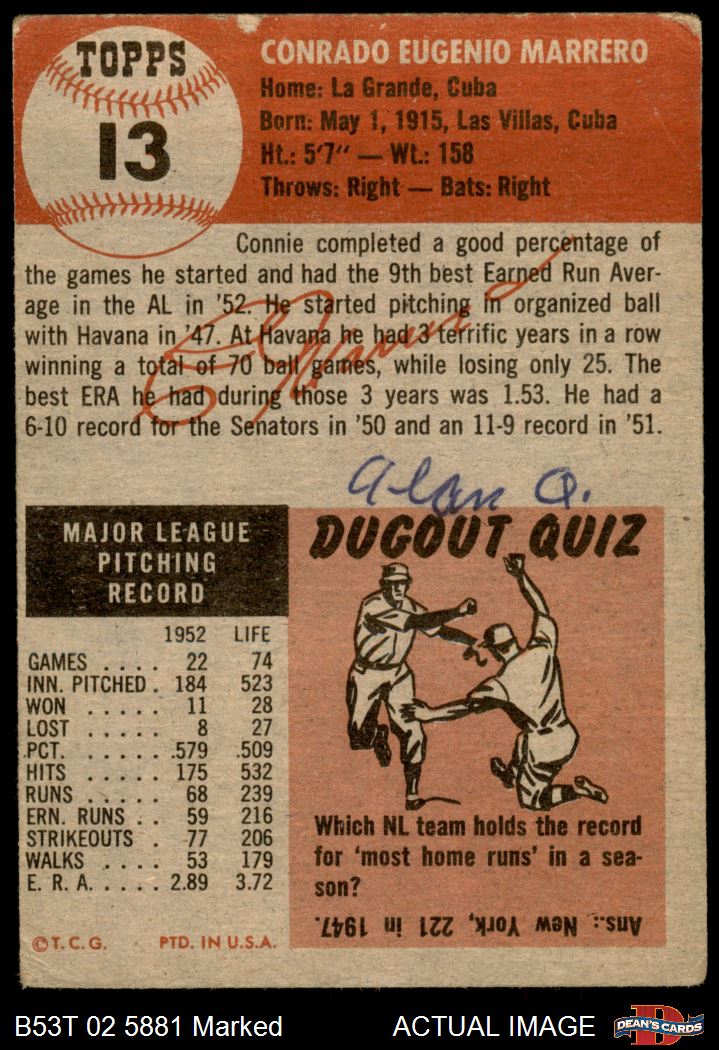 TOPPS
13
CONRADO EUGENIO MARRERO
Home: La Grande, Cuba
Born: May 1, 1915, Las Villas, Cuba
Ht.: 5'7" — Wt.: 158
Throws: Right — Bats: Right
Connie completed a good percentage of
the games he started and had the 9th best Earned Run Aver-
age in the AL in '52. He started pitching in organized ball
with Havana in '47. At Havana he had 3 terrific years in a row
winning a total of 70 ball games, while losing only 25. The
best ERA he had during those 3 years was 1.53. He had a
6-10 record for the Senators in '50 and an 11-9 record in '51.
C. Marrero
Alan Q.
MAJOR LEAGUE
PITCHING
RECORD
1952 LIFE
GAMES .... 22 74
INN. PITCHED . 184 523
WON ..... 11 28
LOST ..... 8 27
PCT. ..... .579 .509
HITS ..... 175 532
RUNS ..... 68 239
ERN. RUNS .. 59 216
STRIKEOUTS . 77 206
WALKS .... 53 179
E. R. A. .... 2.89 3.72
©T.C.G. PTD. IN U.S.A.
DUGOUT QUIZ
Which NL team holds the record
for 'most home runs' in a sea-
son?
Ans.: New York, 221 in 1947.
B53T 02 5881 Marked
ACTUAL IMAGE
D
DEAN'S CARDS